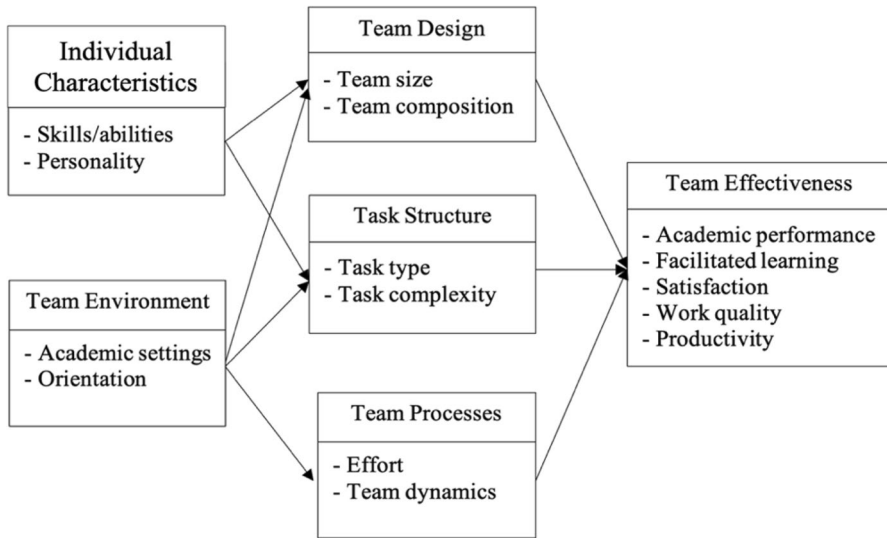 Individual
Characteristics
- Skills/abilities
- Personality
Team Environment
- Academic settings
- Orientation
Team Design
- Team size
- Team composition
Task Structure
- Task type
- Task complexity
Team Processes
- Effort
- Team dynamics
Team Effectiveness
- Academic performance
- Facilitated learning
- Satisfaction
- Work quality
- Productivity